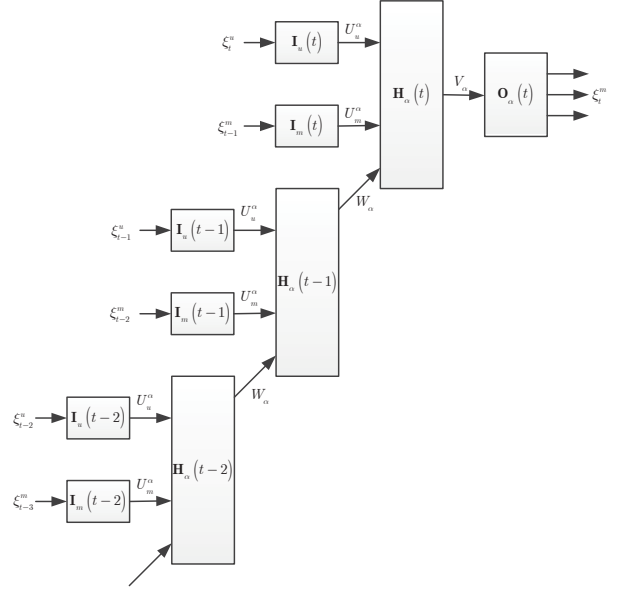 ξ_t^u I_u(t) U_u^α H_α(t) V_α O_α(t) ξ_t^m
ξ_{t-1}^m I_m(t) U_m^α
W_α
ξ_{t-1}^u I_u(t-1) U_u^α H_α(t-1)
ξ_{t-2}^m I_m(t-1) U_m^α
W_α
ξ_{t-2}^u I_u(t-2) U_u^α H_α(t-2)
ξ_{t-3}^m I_m(t-2) U_m^α